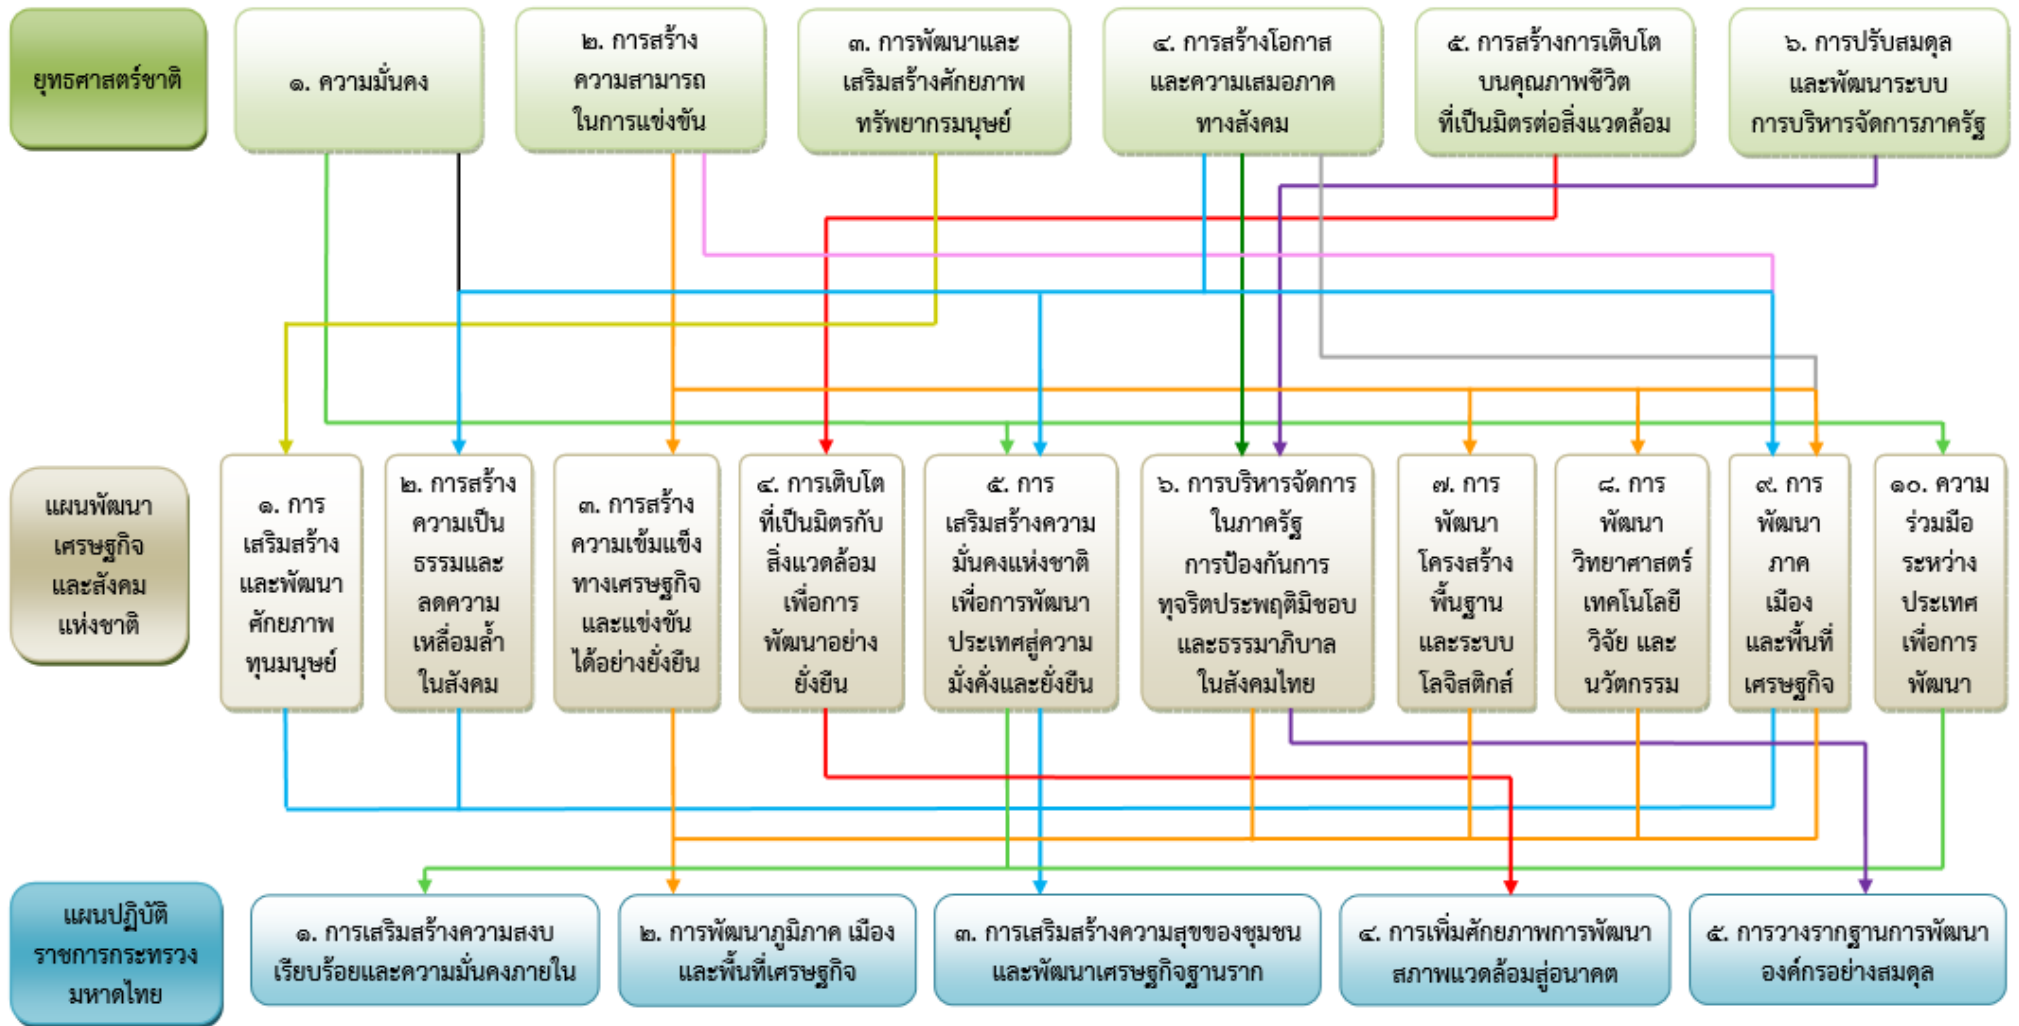 ยุทธศาสตร์ชาติ
๑. ความมั่นคง
๒. การสร้าง
ความสามารถ
ในการแข่งขัน
๓. การพัฒนาและ
เสริมสร้างศักยภาพ
ทรัพยากรมนุษย์
๔. การสร้างโอกาส
และความเสมอภาค
ทางสังคม
๕. การสร้างการเติบโต
บนคุณภาพชีวิต
ที่เป็นมิตรต่อสิ่งแวดล้อม
๖. การปรับสมดุล
และพัฒนาระบบ
การบริหารจัดการภาครัฐ
แผนพัฒนา
เศรษฐกิจ
และสังคม
แห่งชาติ
๑. การ
เสริมสร้าง
และพัฒนา
ศักยภาพ
ทุนมนุษย์
๒. การสร้าง
ความเป็น
ธรรมและ
ลดความ
เหลื่อมล้ำ
ในสังคม
๓. การสร้าง
ความเข้มแข็ง
ทางเศรษฐกิจ
และแข่งขัน
ได้อย่างยั่งยืน
๔. การเติบโต
ที่เป็นมิตรกับ
สิ่งแวดล้อม
เพื่อการ
พัฒนาอย่าง
ยั่งยืน
๕. การ
เสริมสร้างความ
มั่นคงแห่งชาติ
เพื่อการพัฒนา
ประเทศสู่ความ
มั่งคั่งและยั่งยืน
๖. การบริหารจัดการ
ในภาครัฐ
การป้องกันการ
ทุจริตประพฤติมิชอบ
และธรรมาภิบาล
ในสังคมไทย
๗. การ
พัฒนา
โครงสร้าง
พื้นฐาน
และระบบ
โลจิสติกส์
๘. การ
พัฒนา
วิทยาศาสตร์
เทคโนโลยี
วิจัย และ
นวัตกรรม
๙. การ
พัฒนา
ภาค
เมือง
และพื้นที่
เศรษฐกิจ
๑๐. ความ
ร่วมมือ
ระหว่าง
ประเทศ
เพื่อการ
พัฒนา
แผนปฏิบัติ
ราชการกระทรวง
มหาดไทย
๑. การเสริมสร้างความสงบ
เรียบร้อยและความมั่นคงภายใน
๒. การพัฒนาภูมิภาค เมือง
และพื้นที่เศรษฐกิจ
๓. การเสริมสร้างความสุขของชุมชน
และพัฒนาเศรษฐกิจฐานราก
๔. การเพิ่มศักยภาพการพัฒนา
สภาพแวดล้อมสู่อนาคต
๕. การวางรากฐานการพัฒนา
องค์กรอย่างสมดุล